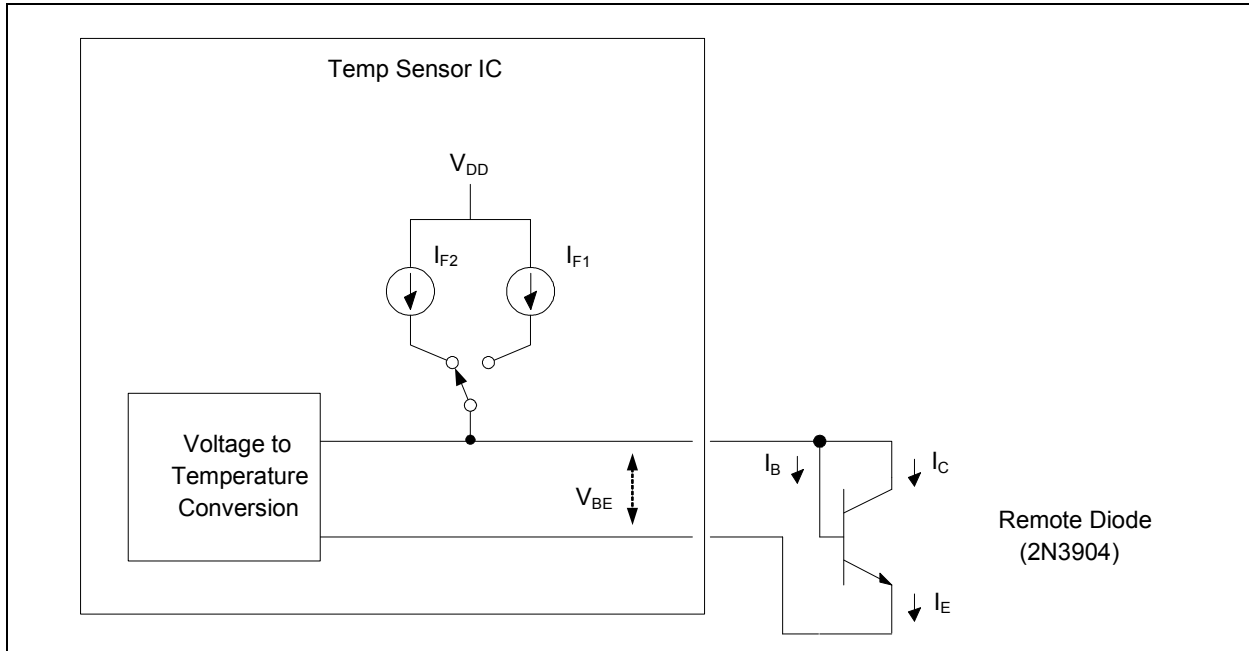 Temp Sensor IC
V_DD
I_F2
I_F1
Voltage to
Temperature
Conversion
V_BE
I_B
I_C
Remote Diode
(2N3904)
I_E